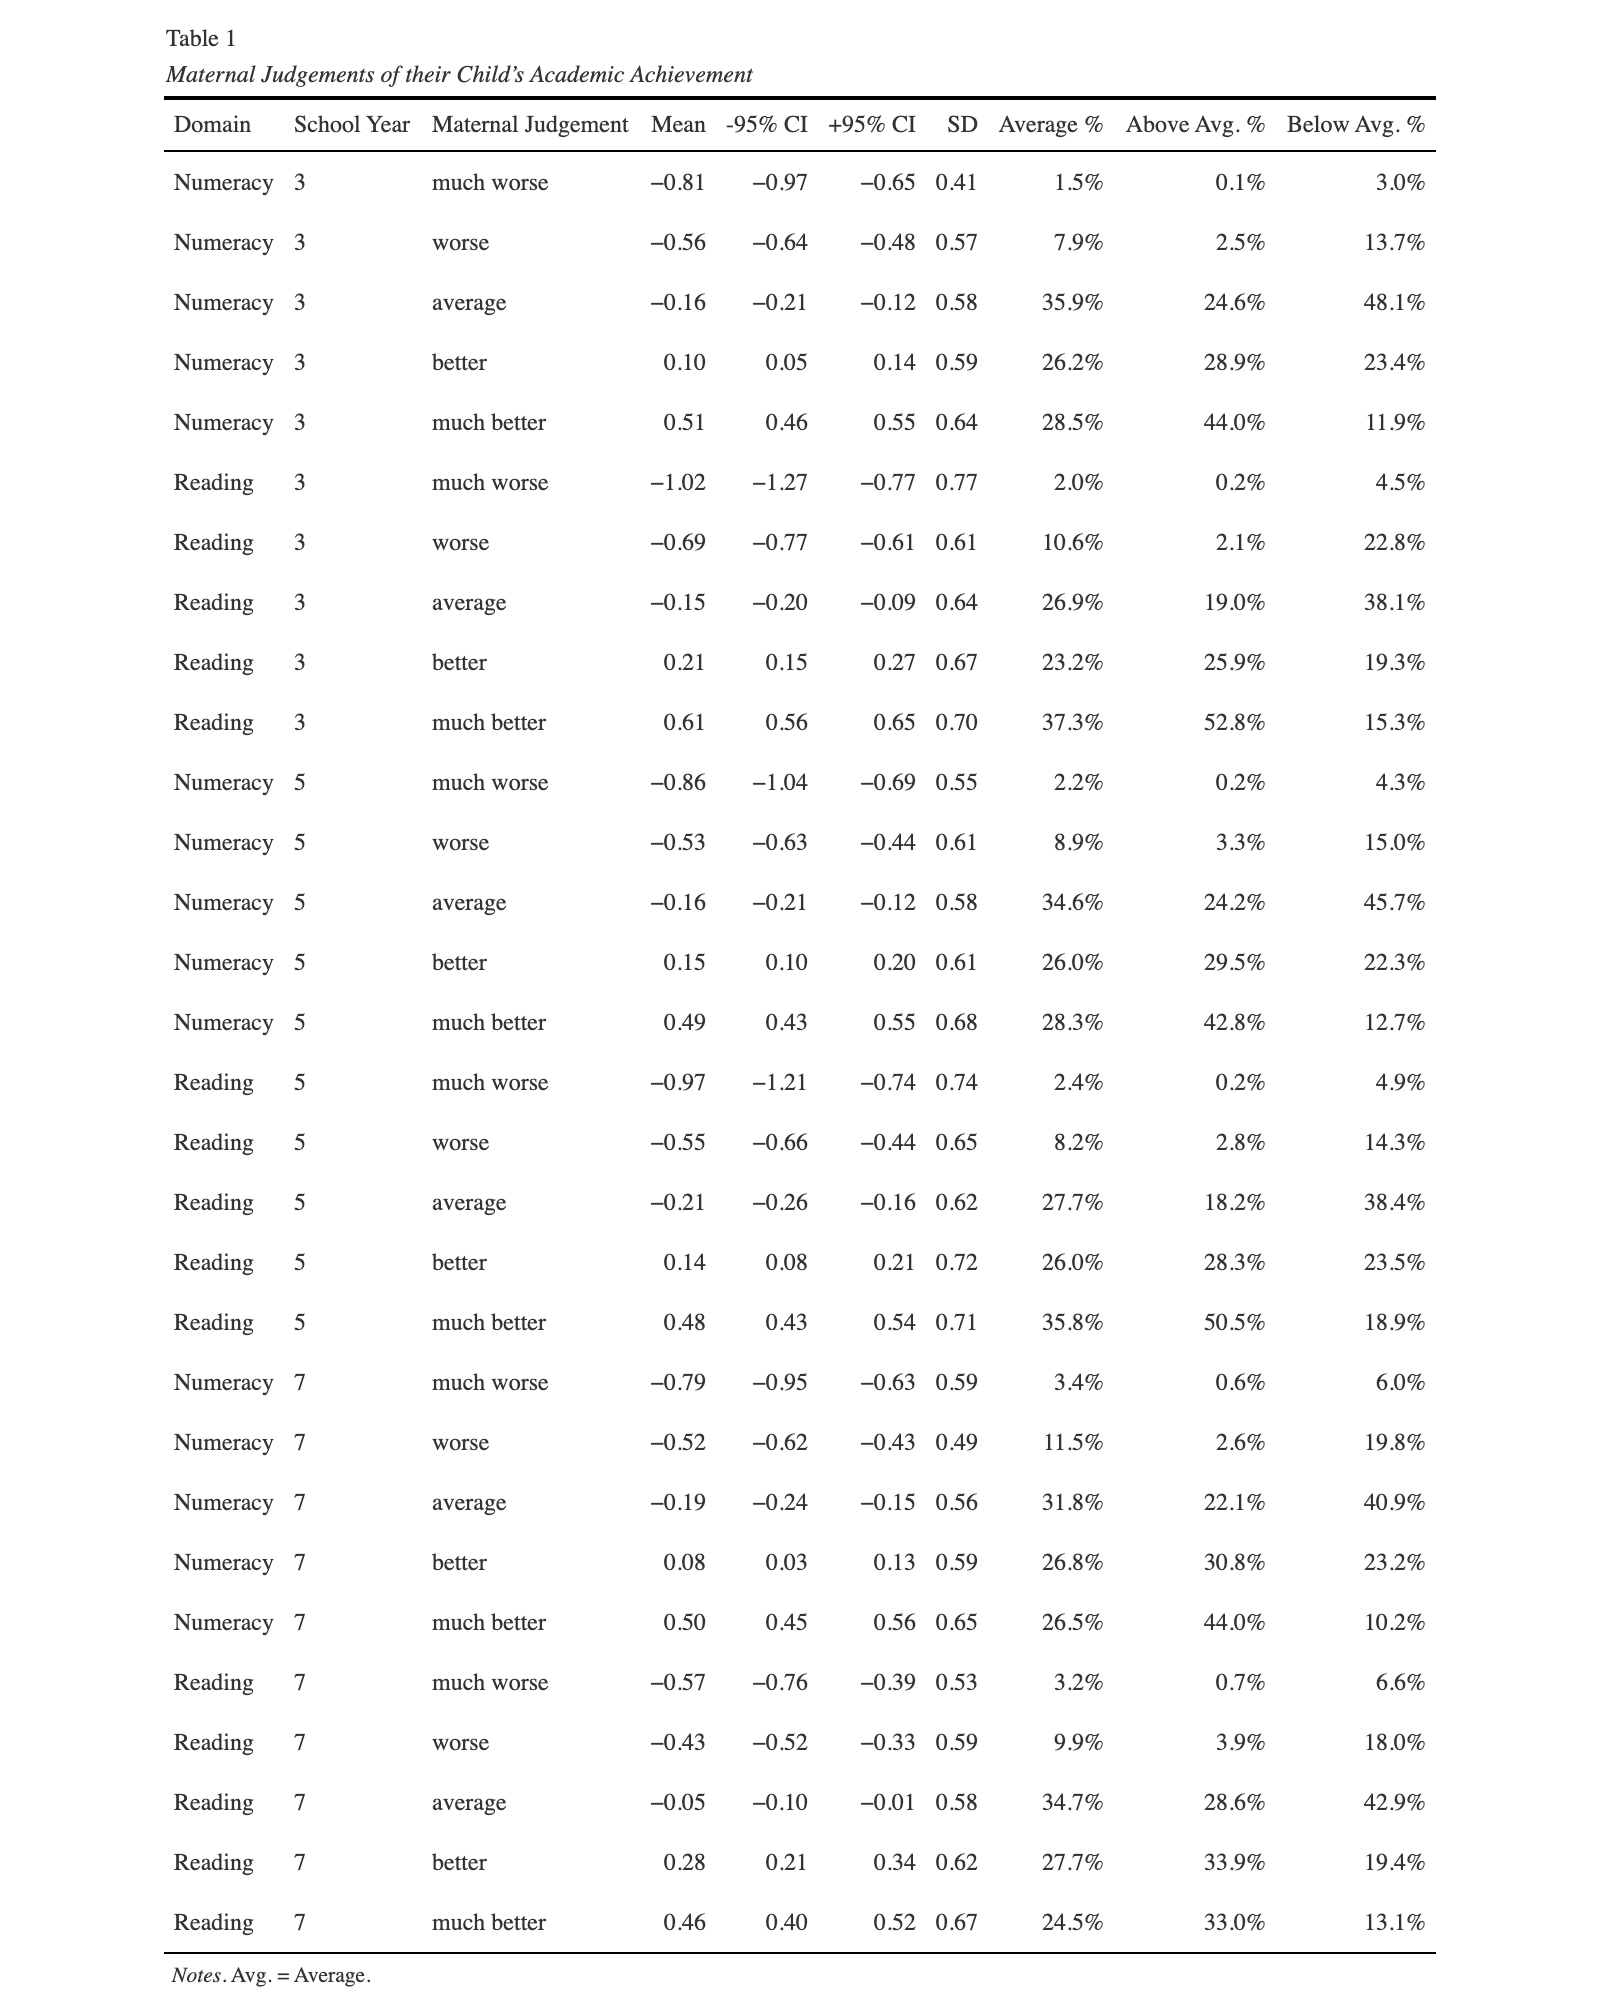 Table 1
Maternal Judgements of their Child’s Academic Achievement
Domain School Year Maternal Judgement Mean -95% CI +95% CI SD Average % Above Avg. % Below Avg. %
Numeracy 3 much worse −0.81 −0.97 −0.65 0.41 1.5% 0.1% 3.0%
Numeracy 3 worse −0.56 −0.64 −0.48 0.57 7.9% 2.5% 13.7%
Numeracy 3 average −0.16 −0.21 −0.12 0.58 35.9% 24.6% 48.1%
Numeracy 3 better 0.10 0.05 0.14 0.59 26.2% 28.9% 23.4%
Numeracy 3 much better 0.51 0.46 0.55 0.64 28.5% 44.0% 11.9%
Reading 3 much worse −1.02 −1.27 −0.77 0.77 2.0% 0.2% 4.5%
Reading 3 worse −0.69 −0.77 −0.61 0.61 10.6% 2.1% 22.8%
Reading 3 average −0.15 −0.20 −0.09 0.64 26.9% 19.0% 38.1%
Reading 3 better 0.21 0.15 0.27 0.67 23.2% 25.9% 19.3%
Reading 3 much better 0.61 0.56 0.65 0.70 37.3% 52.8% 15.3%
Numeracy 5 much worse −0.86 −1.04 −0.69 0.55 2.2% 0.2% 4.3%
Numeracy 5 worse −0.53 −0.63 −0.44 0.61 8.9% 3.3% 15.0%
Numeracy 5 average −0.16 −0.21 −0.12 0.58 34.6% 24.2% 45.7%
Numeracy 5 better 0.15 0.10 0.20 0.61 26.0% 29.5% 22.3%
Numeracy 5 much better 0.49 0.43 0.55 0.68 28.3% 42.8% 12.7%
Reading 5 much worse −0.97 −1.21 −0.74 0.74 2.4% 0.2% 4.9%
Reading 5 worse −0.55 −0.66 −0.44 0.65 8.2% 2.8% 14.3%
Reading 5 average −0.21 −0.26 −0.16 0.62 27.7% 18.2% 38.4%
Reading 5 better 0.14 0.08 0.21 0.72 26.0% 28.3% 23.5%
Reading 5 much better 0.48 0.43 0.54 0.71 35.8% 50.5% 18.9%
Numeracy 7 much worse −0.79 −0.95 −0.63 0.59 3.4% 0.6% 6.0%
Numeracy 7 worse −0.52 −0.62 −0.43 0.49 11.5% 2.6% 19.8%
Numeracy 7 average −0.19 −0.24 −0.15 0.56 31.8% 22.1% 40.9%
Numeracy 7 better 0.08 0.03 0.13 0.59 26.8% 30.8% 23.2%
Numeracy 7 much better 0.50 0.45 0.56 0.65 26.5% 44.0% 10.2%
Reading 7 much worse −0.57 −0.76 −0.39 0.53 3.2% 0.7% 6.6%
Reading 7 worse −0.43 −0.52 −0.33 0.59 9.9% 3.9% 18.0%
Reading 7 average −0.05 −0.10 −0.01 0.58 34.7% 28.6% 42.9%
Reading 7 better 0.28 0.21 0.34 0.62 27.7% 33.9% 19.4%
Reading 7 much better 0.46 0.40 0.52 0.67 24.5% 33.0% 13.1%
Notes. Avg. = Average.